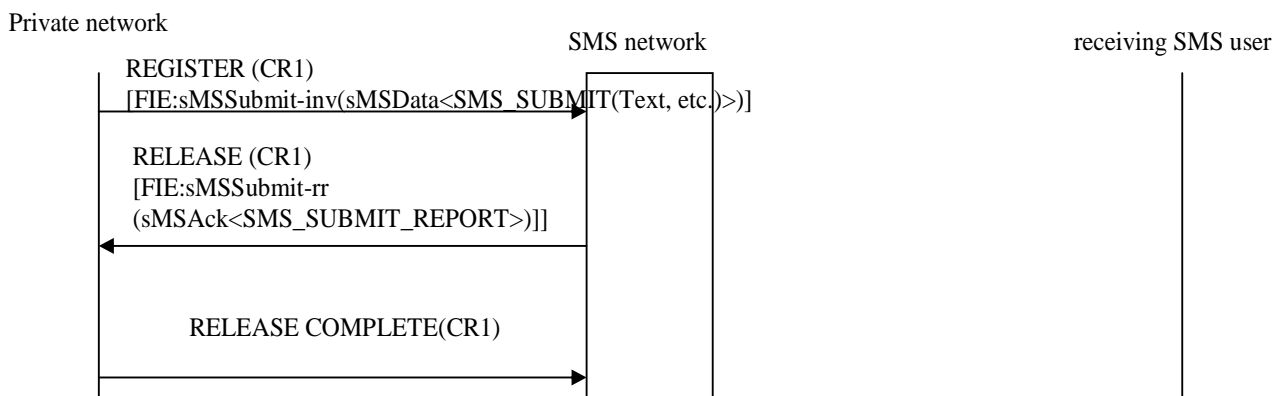 Private network
SMS network
receiving SMS user
REGISTER (CR1)
[FIE:sMSSubmit-inv(sMSData<SMS_SUBMIT(Text, etc.)>)]
RELEASE (CR1)
[FIE:sMSSubmit-rr
(sMSAck<SMS_SUBMIT_REPORT>)]]
RELEASE COMPLETE(CR1)